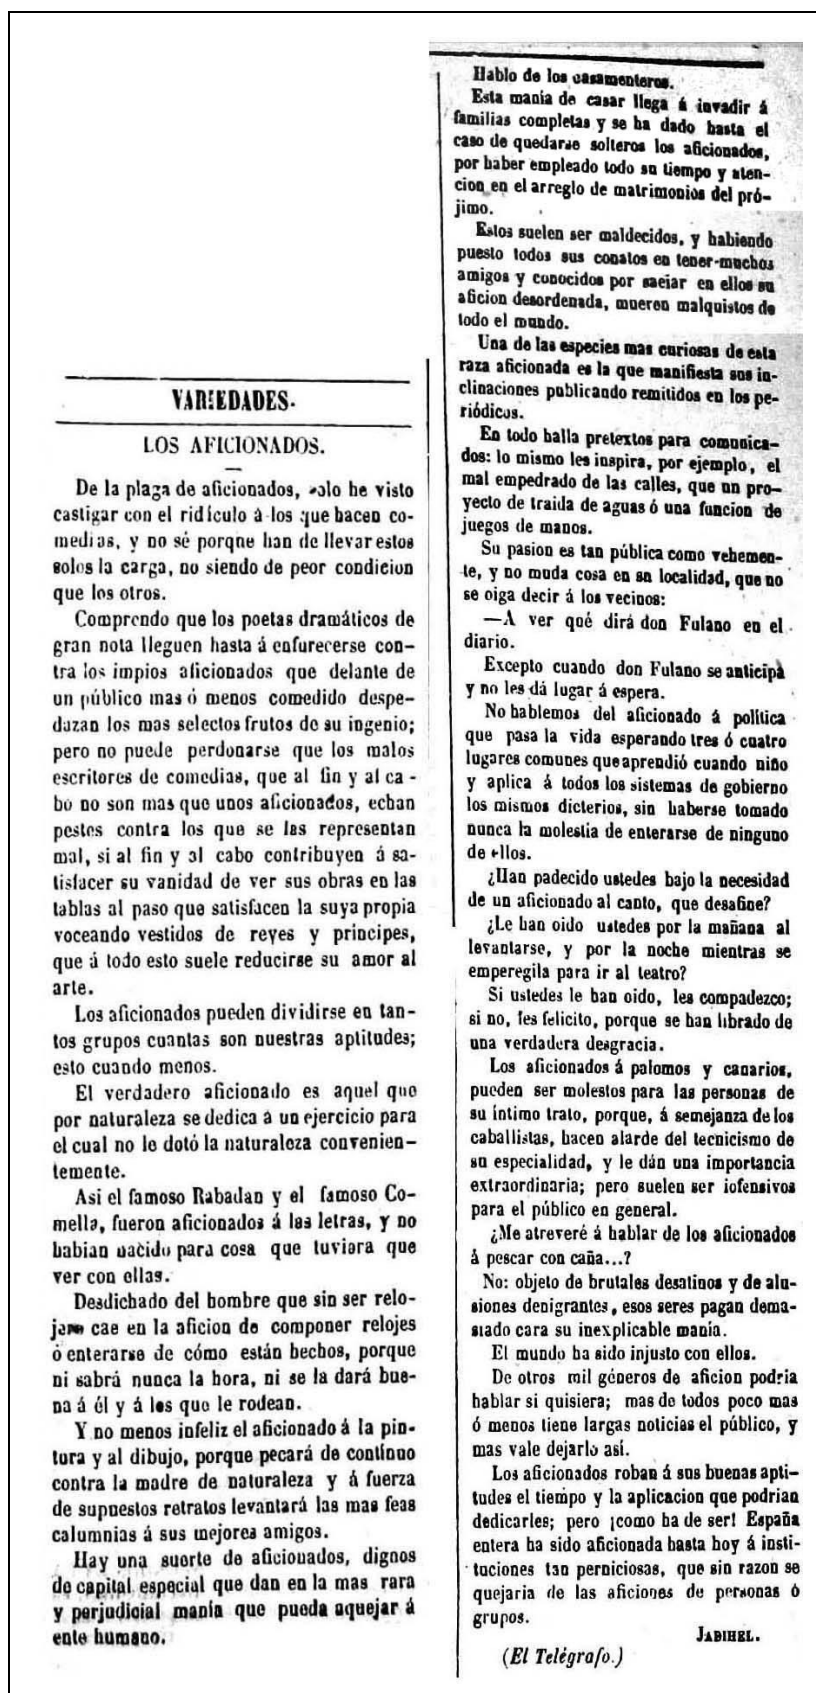 VARIEDADES.
LOS AFICIONADOS.
De la plaga de aficionados, solo he visto
castigar con el ridículo á los que hacen co-
medias, y no sé porque han de llevar estos
solos la carga, no siendo de peor condicion
que los otros.
Comprendo que los poetas dramáticos de
gran nota lleguen hasta á enfurecerse con-
tra los impios aficionados que delante de
un público mas ó menos comedido despe-
dazan los mas selectos frutos de su ingenio;
pero no puede perdonarse que los malos
escritores de comedias, que al fin y al ca-
bo no son mas que unos aficionados, echan
pestes contra los que se las representan
mal, si al fin y al cabo contribuyen á sa-
tisfacer su vanidad de ver sus obras en las
tablas al paso que satisfacen la suya propia
voceando vestidos de reyes y príncipes,
que á todo esto suele reducirse su amor al
arte.
Los aficionados pueden dividirse en tan-
tos grupos cuantas son nuestras aptitudes;
esto cuando menos.
El verdadero aficionado es aquel que
por naturaleza se dedica á un ejercicio para
el cual no le dotó la naturaleza convenien-
temente.
Asi el famoso Rabadan y el famoso Co-
mella, fueron aficionados á las letras, y no
habian nacido para cosa que tuviara que
ver con ellas.
Desdichado del hombre que sin ser relo-
jero cae en la aficion de componer relojes
ó enterarse de cómo están hechos, porque
ni sabrá nunca la hora, ni se la dará bue-
na á él y á los que le rodean.
Y no menos infeliz el aficionado á la pin-
tura y al dibujo, porque pecará de contínuo
contra la madre de naturaleza y á fuerza
de supuestos retratos levantará las mas feas
calumnias á sus mejores amigos.
Hay una suerte de aficionados, dignos
de capital especial que dan en la mas rara
y perjudicial manía que pueda aquejar á
ente humano.
Hablo de los casamenteros.
Esta manía de casar llega á invadir á
familias completas y se ha dado hasta el
caso de quedarse solteros los aficionados,
por haber empleado todo su tiempo y aten-
cion en el arreglo de matrimonios del pró-
jimo.
Estos suelen ser maldecidos, y habiendo
puesto todos sus conatos en tener muchos
amigos y conocidos por saciar en ellos su
aficion desordenada, mueren malquistos de
todo el mundo.
Una de las especies mas curiosas de esta
raza aficionada es la que manifiesta sus in-
clinaciones publicando remitidos en los pe-
riódicos.
En todo halla pretextos para comunica-
dos: lo mismo les inspira, por ejemplo, el
mal empedrado de las calles, que un pro-
yecto de traida de aguas ó una funcion de
juegos de manos.
Su pasion es tan pública como vehemen-
te, y no muda cosa en su localidad, que no
se oiga decir á los vecinos:
—A ver qué dirá don Fulano en el
diario.
Excepto cuando don Fulano se anticipa
y no les dá lugar á espera.
No hablemos del aficionado á política
que pasa la vida esperando tres ó cuatro
lugares comunes que aprendió cuando niño
y aplica á todos los sistemas de gobierno
los mismos dicterios, sin haberse tomado
nunca la molestia de enterarse de ninguno
de ellos.
¿Han padecido ustedes bajo la necesidad
de un aficionado al canto, que desafine?
¿Le han oido ustedes por la mañana al
levantarse, y por la noche mientras se
emperegila para ir al teatro?
Si ustedes le han oido, les compadezco;
si no, les felicito, porque se han librado de
una verdadera desgracia.
Los aficionados á palomos y canarios,
pueden ser molestos para las personas de
su íntimo trato, porque, á semejanza de los
caballistas, hacen alarde del tecnicismo de
su especialidad, y le dán una importancia
extraordinaria; pero suelen ser iofensivos
para el público en general.
¿Me atreveré á hablar de los aficionados
á pescar con caña...?
No: objeto de brutales desatinos y de alu-
siones denigrantes, esos seres pagan dema-
siado cara su inexplicable manía.
El mundo ha sido injusto con ellos.
De otros mil géneros de aficion podria
hablar si quisiera; mas de todos poco mas
ó menos tiene largas noticias el público, y
mas vale dejarlo así.
Los aficionados roban á sus buenas apti-
tudes el tiempo y la aplicacion que podrian
dedicarles; pero ¡como ha de ser! España
entera ha sido aficionada hasta hoy á insti-
tuciones tan perniciosas, que sin razon se
quejaria de las aficiones de personas ó
grupos.
JABIHEL.
(El Telégrafo.)